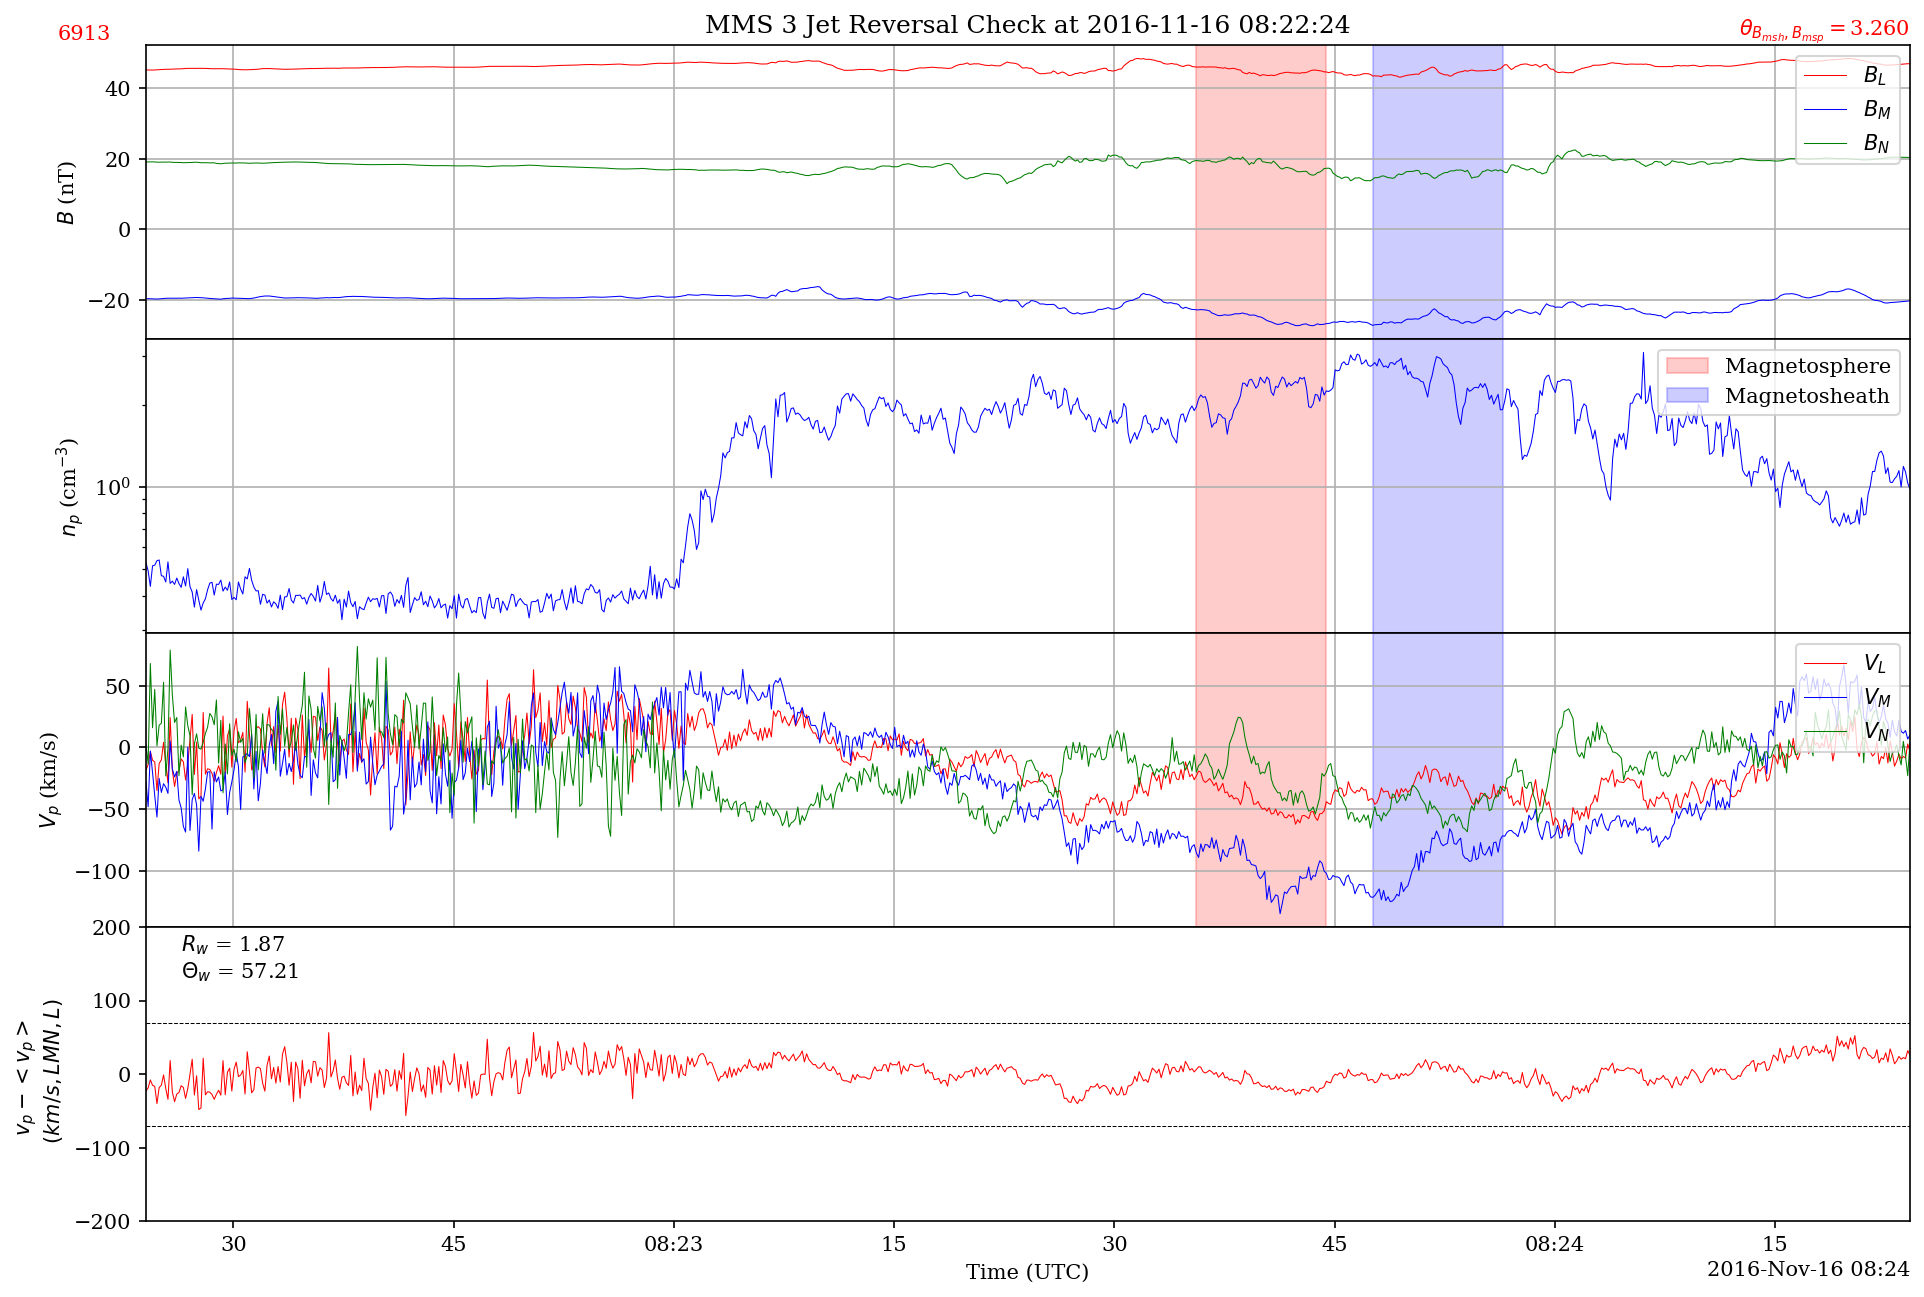 MMS 3 Jet Reversal Check at 2016-11-16 08:22:24
6913
θ_{B_{msh}, B_{msp}} = 3.260
40
20
0
−20
B (nT)
B_L
B_M
B_N
10⁰
n_p (cm⁻³)
Magnetosphere
Magnetosheath
50
0
−50
−100
V_p (km/s)
V_L
V_M
V_N
200
100
0
−100
−200
v_p − <v_p>
(km/s, LMN, L)
R_w = 1.87
Θ_w = 57.21
30 45 08:23 15 30 45 08:24 15
Time (UTC)
2016-Nov-16 08:24